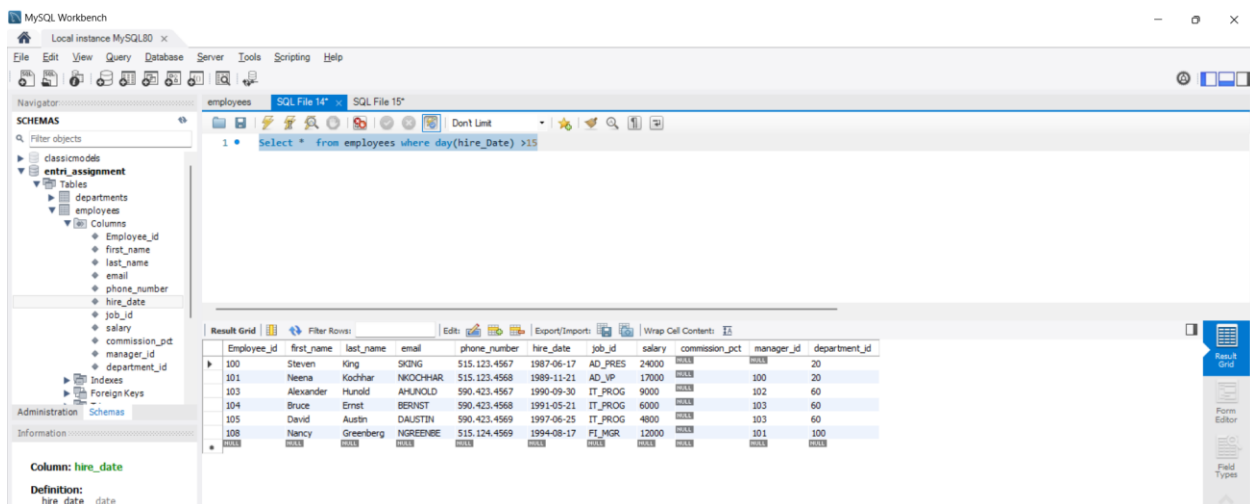 MySQL Workbench
Local instance MySQL80
File Edit View Query Database Server Tools Scripting Help
Navigator
SCHEMAS
Filter objects
classicmodels
entri_assignment
Tables
departments
employees
Columns
Employee_id
first_name
last_name
email
phone_number
hire_date
job_id
salary
commission_pct
manager_id
department_id
Indexes
Foreign Keys
Administration Schemas
Information
Column: hire_date
Definition:
hire_date date
employees SQL File 14* SQL File 15*
Don't Limit
1 Select * from employees where day(hire_Date) >15
Result Grid Filter Rows: Edit: Export/Import: Wrap Cell Content:
Employee_id first_name last_name email phone_number hire_date job_id salary commission_pct manager_id department_id
100 Steven King SKING 515.123.4567 1987-06-17 AD_PRES 24000 NULL NULL 20
101 Neena Kochhar NKOCHHAR 515.123.4568 1989-11-21 AD_VP 17000 NULL 100 20
103 Alexander Hunold AHUNOLD 590.423.4567 1990-09-30 IT_PROG 9000 NULL 102 60
104 Bruce Ernst BERNST 590.423.4568 1991-05-21 IT_PROG 6000 NULL 103 60
105 David Austin DAUSTIN 590.423.4569 1997-06-25 IT_PROG 4800 NULL 103 60
108 Nancy Greenberg NGREENBE 515.124.4569 1994-08-17 FI_MGR 12000 NULL 101 100
NULL NULL NULL NULL NULL NULL NULL NULL NULL NULL NULL
Result
Grid
Form
Editor
Field
Types